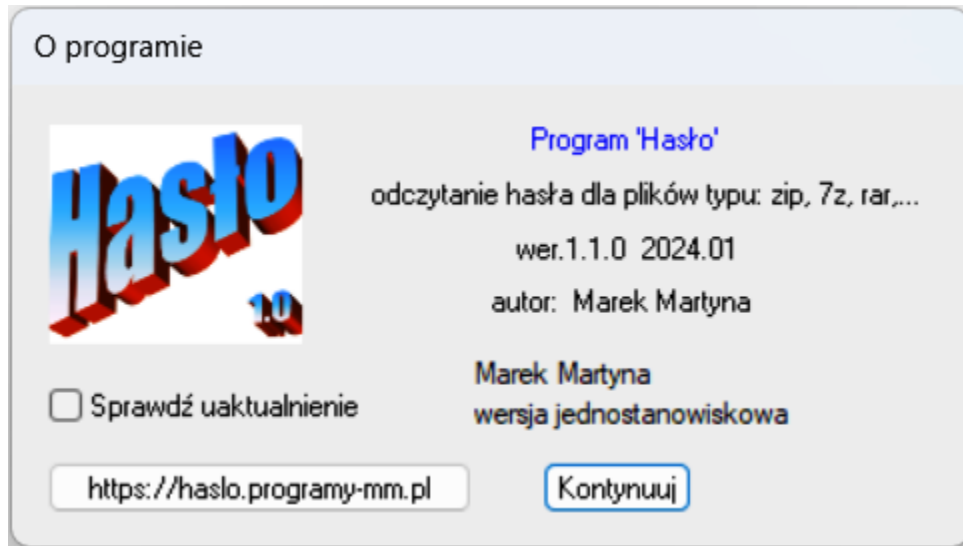 O programie
Hasło
1.0
Program 'Hasło'
odczytanie hasła dla plików typu: zip, 7z, rar,...
wer.1.1.0 2024.01
autor: Marek Martyna
Marek Martyna
wersja jednostanowiskowa
Sprawdź uaktualnienie
https://haslo.programy-mm.pl
Kontynuuj